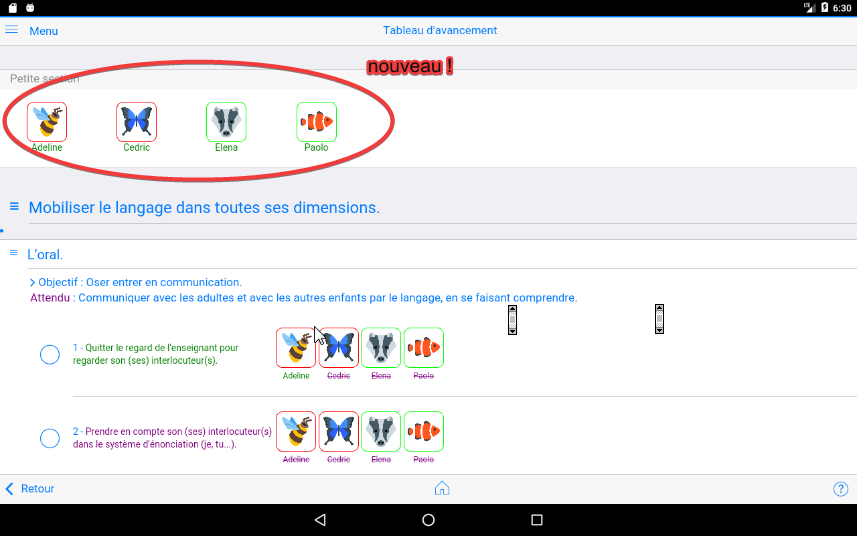 LTE 6:30
Menu
Tableau d'avancement
nouveau !
Petite section
Adeline Cedric Elena Paolo
Mobiliser le langage dans toutes ses dimensions.
L'oral.
> Objectif : Oser entrer en communication.
Attendu : Communiquer avec les adultes et avec les autres enfants par le langage, en se faisant comprendre.
1 - Quitter le regard de l'enseignant pour
regarder son (ses) interlocuteur(s).
Adeline Cedric Elena Paolo
2 - Prendre en compte son (ses) interlocuteur(s)
dans le système d'énonciation (je, tu...).
Adeline Cedric Elena Paolo
Retour
?